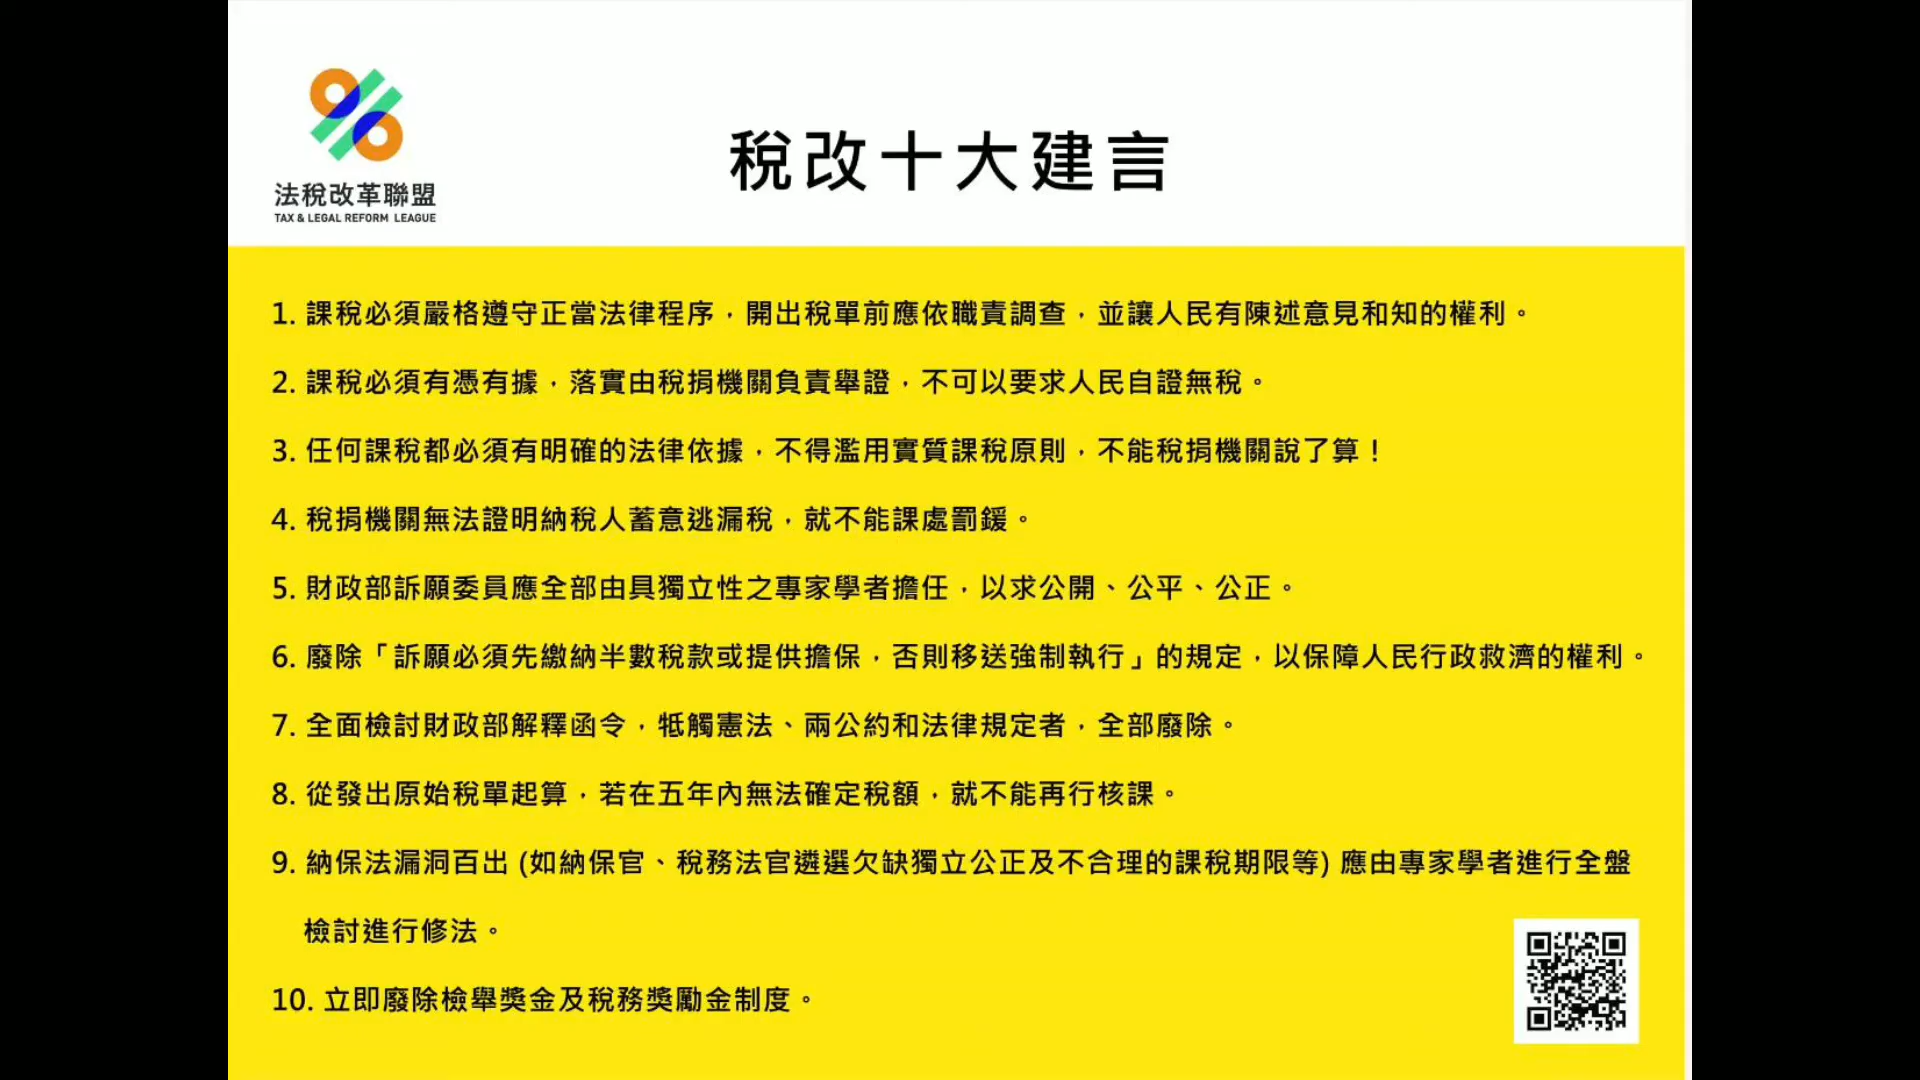 法稅改革聯盟
TAX & LEGAL REFORM LEAGUE
稅改十大建言
1. 課稅必須嚴格遵守正當法律程序，開出稅單前應依職責調查，並讓人民有陳述意見和知的權利。
2. 課稅必須有憑有據，落實由稅捐機關負責舉證，不可以要求人民自證無稅。
3. 任何課稅都必須有明確的法律依據，不得濫用實質課稅原則，不能稅捐機關說了算！
4. 稅捐機關無法證明納稅人蓄意逃漏稅，就不能課處罰鍰。
5. 財政部訴願委員應全部由具獨立性之專家學者擔任，以求公開、公平、公正。
6. 廢除「訴願必須先繳納半數稅款或提供擔保，否則移送強制執行」的規定，以保障人民行政救濟的權利。
7. 全面檢討財政部解釋函令，牴觸憲法、兩公約和法律規定者，全部廢除。
8. 從發出原始稅單起算，若在五年內無法確定稅額，就不能再行核課。
9. 納保法漏洞百出 (如納保官、稅務法官遴選欠缺獨立公正及不合理的課稅期限等) 應由專家學者進行全盤
檢討進行修法。
10. 立即廢除檢舉獎金及稅務獎勵金制度。